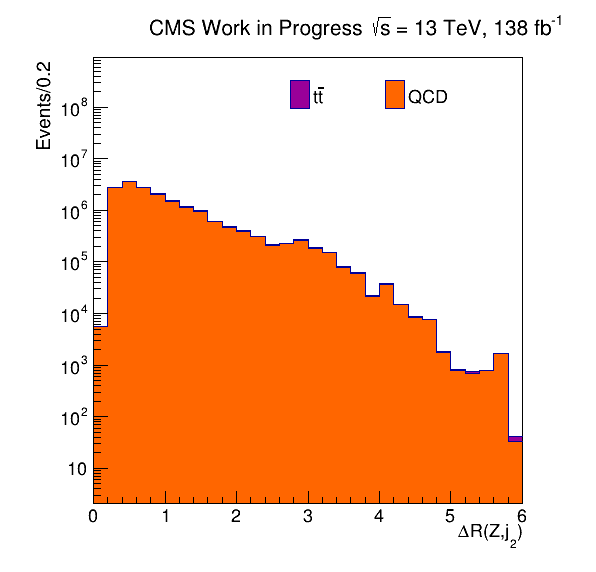 CMS Work in Progress √s = 13 TeV, 138 fb⁻¹
Events/0.2
tt̄
QCD
10⁸
10⁷
10⁶
10⁵
10⁴
10³
10²
10
0 1 2 3 4 5 6
ΔR(Z,j₂)